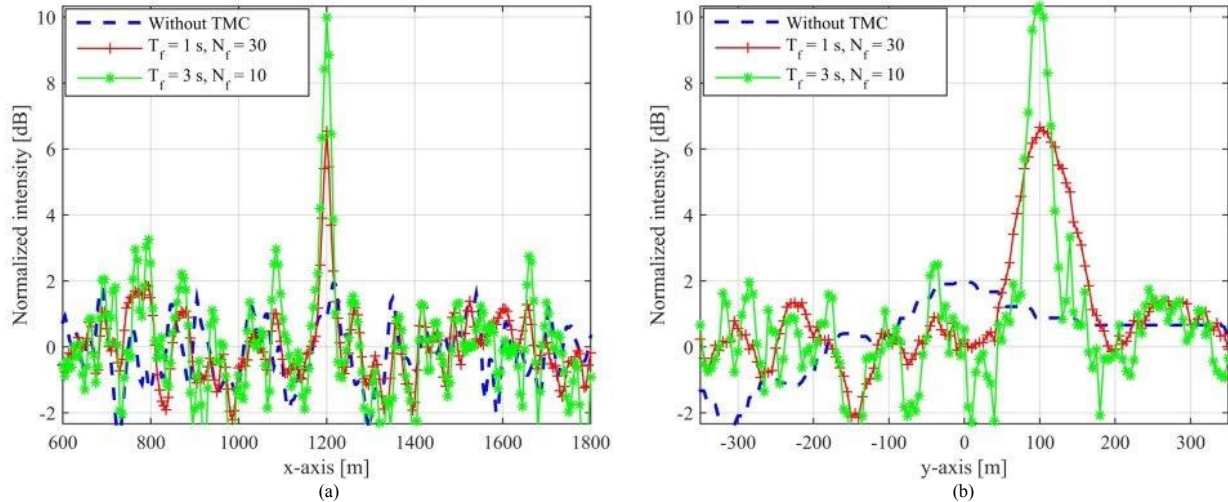 Normalized intensity [dB]
10
8
6
4
2
0
-2
Without TMC
T_f = 1 s, N_f = 30
T_f = 3 s, N_f = 10
600
800
1000
1200
1400
1600
1800
x-axis [m]
(a)
Normalized intensity [dB]
10
8
6
4
2
0
-2
Without TMC
T_f = 1 s, N_f = 30
T_f = 3 s, N_f = 10
-300
-200
-100
0
100
200
300
y-axis [m]
(b)